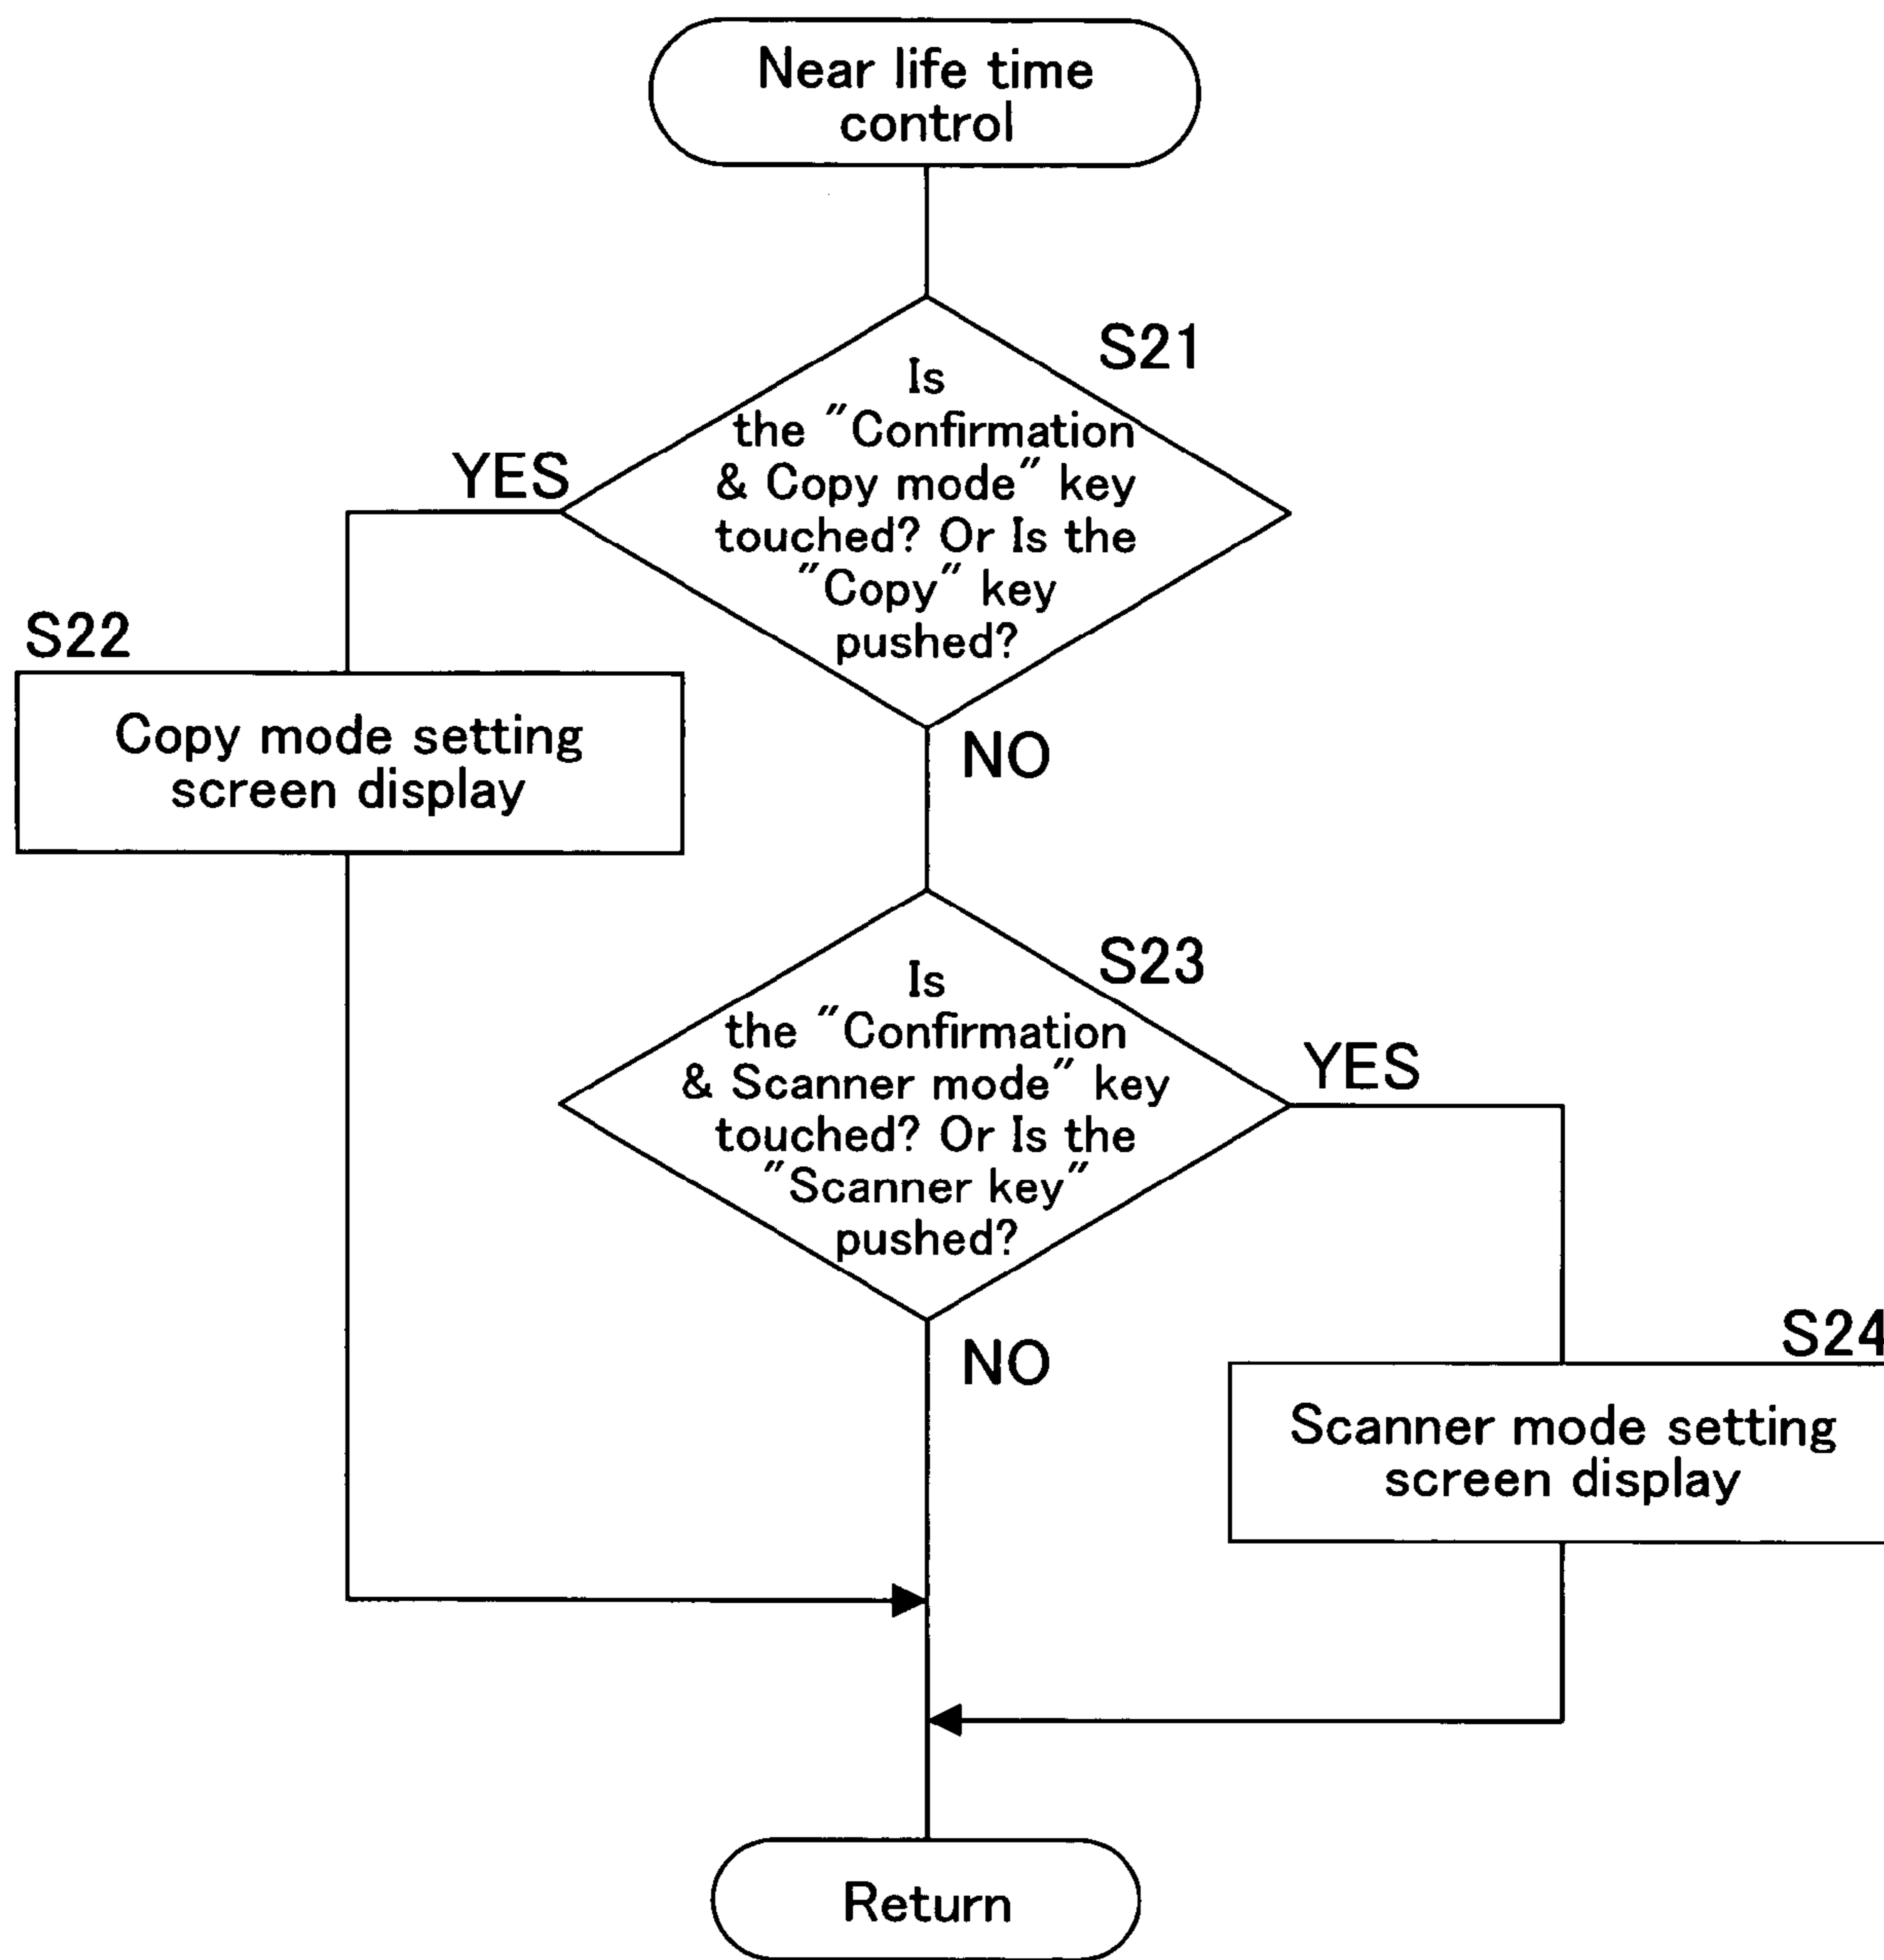 Near life time
control
S21
Is
the "Confirmation
& Copy mode" key
touched? Or Is the
"Copy" key
pushed?
YES
S22
Copy mode setting
screen display
NO
S23
Is
the "Confirmation
& Scanner mode" key
touched? Or Is the
"Scanner key"
pushed?
YES
NO
S24
Scanner mode setting
screen display
Return